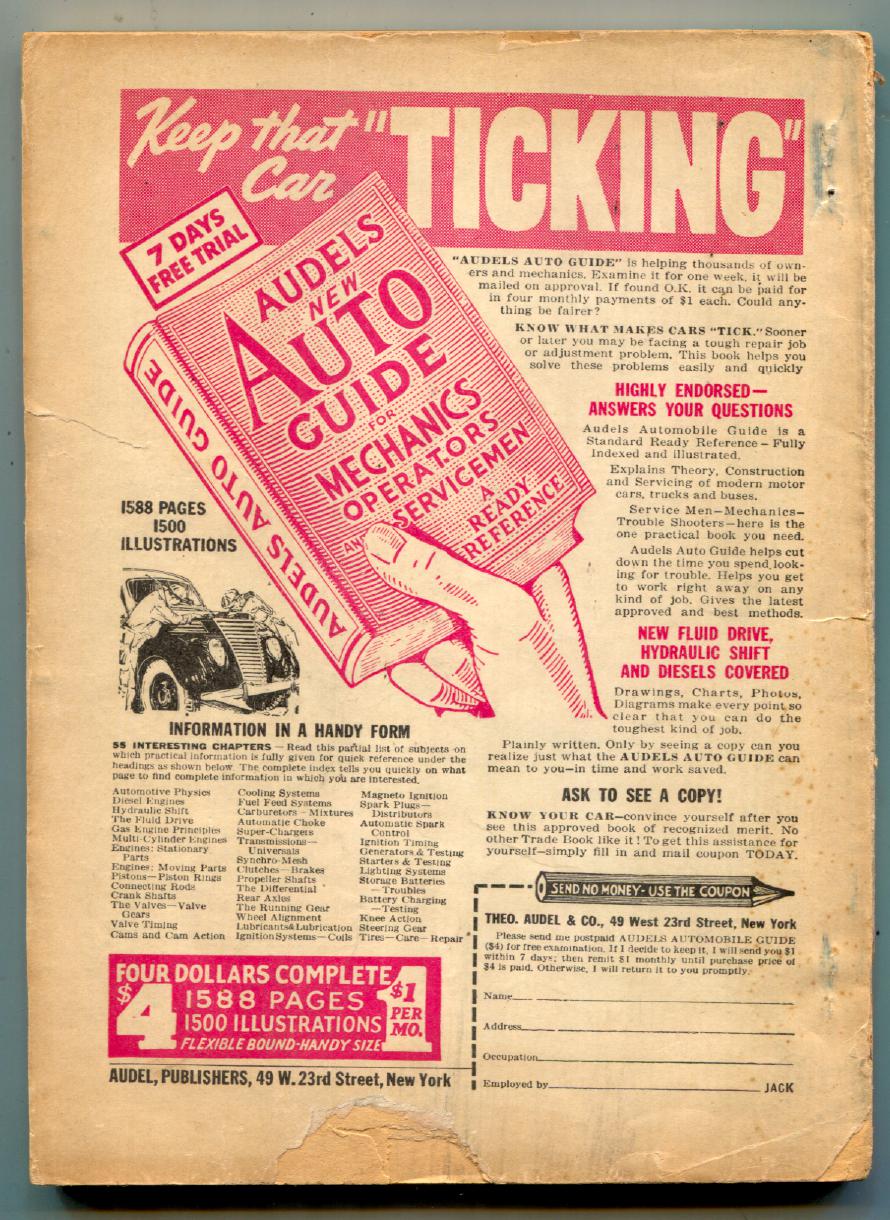 Keep that "TICKING"
Car
7 DAYS
FREE TRIAL
AUDELS
NEW
AUTO
GUIDE
FOR
MECHANICS
OPERATORS
AND SERVICEMEN
A
READY
REFERENCE
AUDELS AUTO GUIDE
"AUDELS AUTO GUIDE" is helping thousands of own-
ers and mechanics. Examine it for one week, it will be
mailed on approval. If found O.K. it can be paid for
in four monthly payments of $1 each. Could any-
thing be fairer?
KNOW WHAT MAKES CARS "TICK." Sooner
or later you may be facing a tough repair job
or adjustment problem. This book helps you
solve these problems easily and quickly
HIGHLY ENDORSED—
ANSWERS YOUR QUESTIONS
Audels Automobile Guide is a
Standard Ready Reference – Fully
Indexed and illustrated.
Explains Theory, Construction
and Servicing of modern motor
cars, trucks and buses.
Service Men—Mechanics—
Trouble Shooters—here is the
one practical book you need.
Audels Auto Guide helps cut
down the time you spend look-
ing for trouble. Helps you get
to work right away on any
kind of job. Gives the latest
approved and best methods.
NEW FLUID DRIVE,
HYDRAULIC SHIFT
AND DIESELS COVERED
Drawings, Charts, Photos,
Diagrams make every point so
clear that you can do the
toughest kind of job.
Plainly written. Only by seeing a copy can you
realize just what the AUDELS AUTO GUIDE can
mean to you—in time and work saved.
ASK TO SEE A COPY!
KNOW YOUR CAR—convince yourself after you
see this approved book of recognized merit. No
other Trade Book like it! To get this assistance for
yourself—simply fill in and mail coupon TODAY.
1588 PAGES
1500
ILLUSTRATIONS
INFORMATION IN A HANDY FORM
55 INTERESTING CHAPTERS — Read this partial list of subjects on
which practical information is fully given for quick reference under the
headings as shown below. The complete index tells you quickly on what
page to find complete information in which you are interested.
Automotive Physics
Diesel Engines
Hydraulic Shift
The Fluid Drive
Gas Engine Principles
Multi-Cylinder Engines
Engines: Stationary
Parts
Engines: Moving Parts
Pistons—Piston Rings
Connecting Rods
Crank Shafts
The Valves—Valve
Gears
Valve Timing
Cams and Cam Action
Cooling Systems
Fuel Feed Systems
Carburetors – Mixtures
Automatic Choke
Super-Chargers
Transmissions—
Universals
Synchro-Mesh
Clutches—Brakes
Propeller Shafts
The Differential
Rear Axles
The Running Gear
Wheel Alignment
Lubricants&Lubrication
Ignition Systems—Coils
Magneto Ignition
Spark Plugs—
Distributors
Automatic Spark
Control
Ignition Timing
Generators & Testing
Starters & Testing
Lighting Systems
Storage Batteries
—Troubles
Battery Charging
—Testing
Knee Action
Steering Gear
Tires—Care—Repair
FOUR DOLLARS COMPLETE
$4
1588 PAGES
1500 ILLUSTRATIONS
FLEXIBLE BOUND-HANDY SIZE
$1 PER MO.
1
AUDEL, PUBLISHERS, 49 W. 23rd Street, New York
SEND NO MONEY - USE THE COUPON
THEO. AUDEL & CO., 49 West 23rd Street, New York
Please send me postpaid AUDELS AUTOMOBILE GUIDE
($4) for free examination. If I decide to keep it, I will send you $1
within 7 days; then remit $1 monthly until purchase price of
$4 is paid. Otherwise, I will return it to you promptly.
Name
Address
Occupation
Employed by JACK